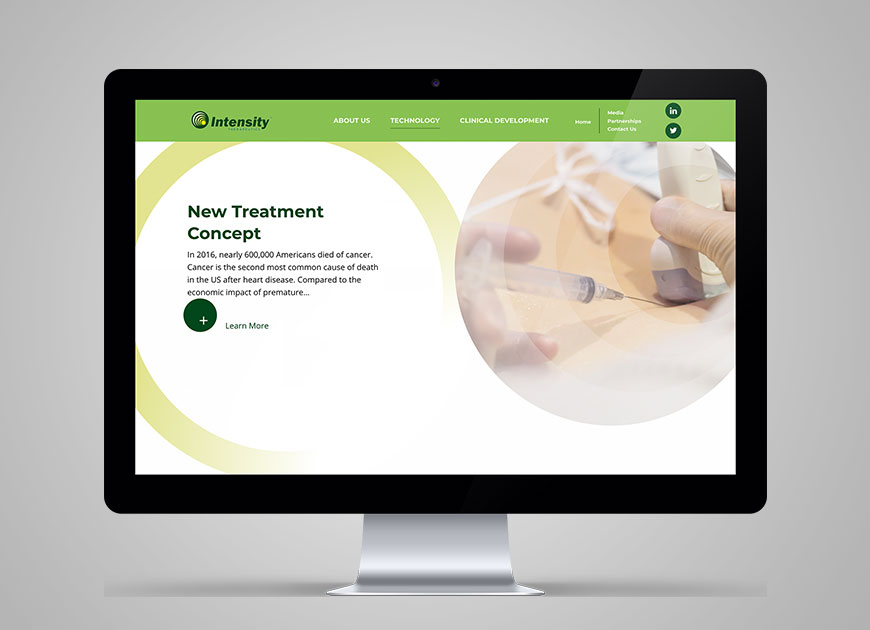 Intensity
THERAPEUTICS
ABOUT US
TECHNOLOGY
CLINICAL DEVELOPMENT
Home
Media
Partnerships
Contact Us
in
New Treatment
Concept
In 2016, nearly 600,000 Americans died of cancer.
Cancer is the second most common cause of death
in the US after heart disease. Compared to the
economic impact of premature...
+
Learn More